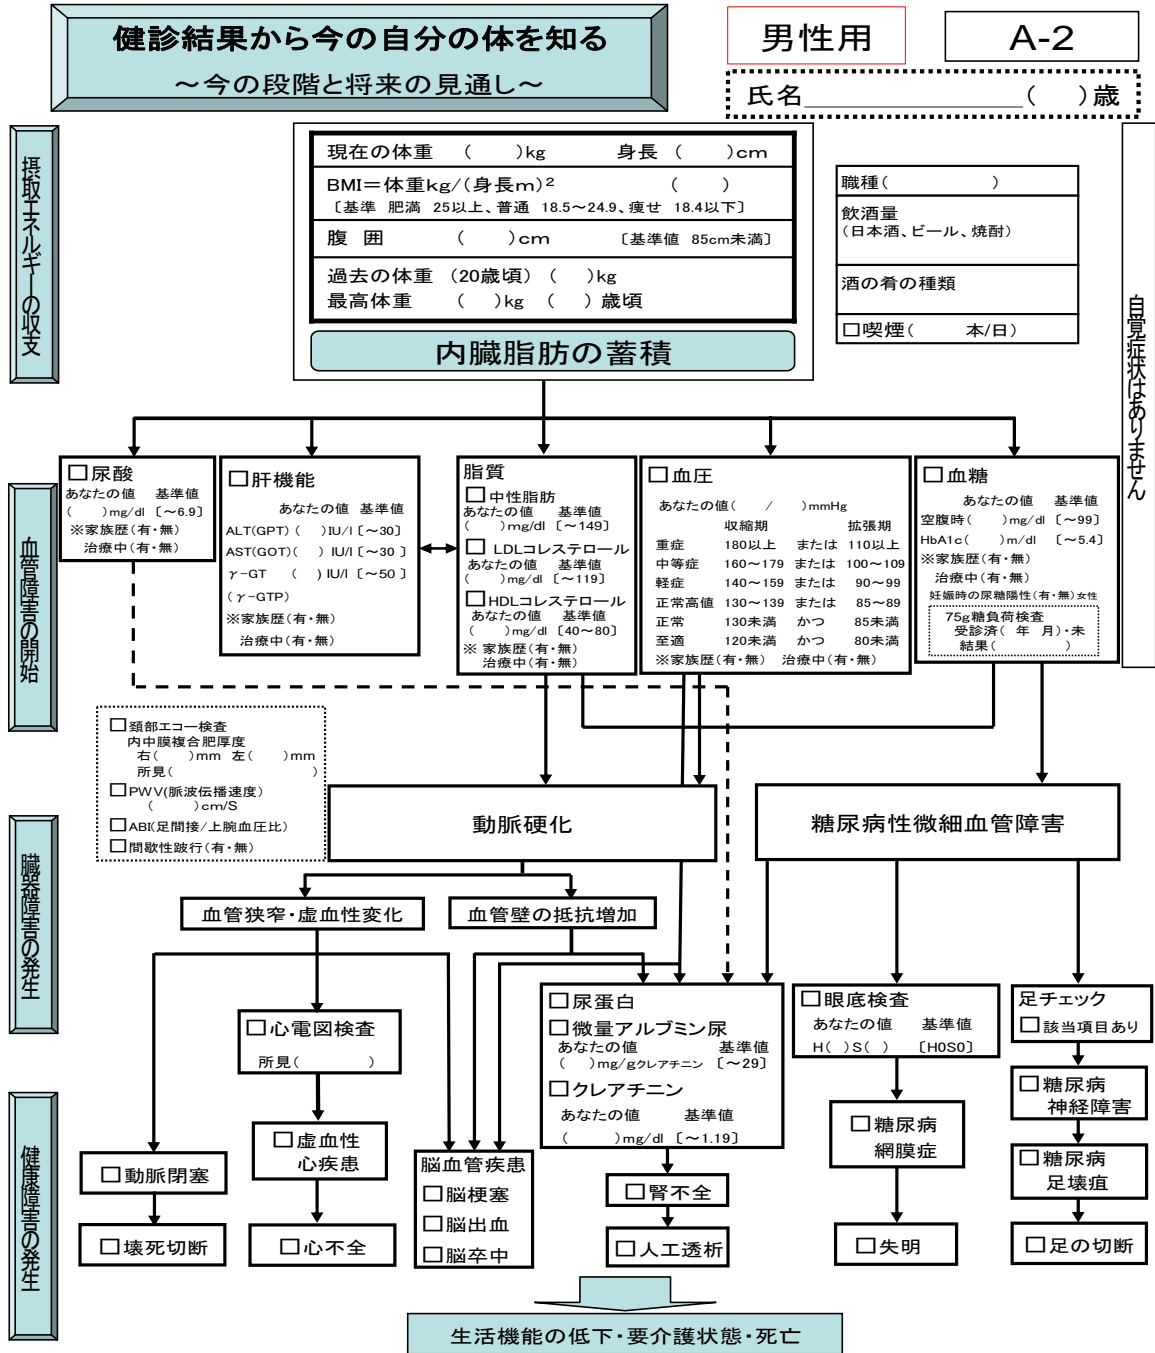 健診結果から今の自分の体を知る
～今の段階と将来の見通し～
男性用
A-2
氏名＿＿＿＿＿＿＿＿＿＿（　）歳
摂取エネルギーの収支
現在の体重　（　　）kg　　身長（　　）cm
BMI＝体重kg/（身長m）²　　（　　）
〔基準 肥満 25以上、普通 18.5～24.9、痩せ 18.4以下〕
腹 囲　　（　　）cm　　〔基準値 85cm未満〕
過去の体重 （20歳頃）（　　）kg
最高体重　（　　）kg （　　）歳頃
内臓脂肪の蓄積
職種（　　　　）
飲酒量
（日本酒、ビール、焼酎）
酒の肴の種類
□喫煙（　　　本/日）
自覚症状はありません
血管障害の開始
□尿酸
あなたの値　基準値
（　　）mg/dl 〔～6.9〕
※家族歴（有・無）
治療中（有・無）
□肝機能
あなたの値 基準値
ALT(GPT)（　）IU/l〔～30〕
AST(GOT)（　）IU/l〔～30 〕
γ-GT　（　）IU/l〔～50 〕
（γ-GTP）
※家族歴（有・無）
治療中（有・無）
脂質
□中性脂肪
あなたの値　基準値
（　　）mg/dl〔～149〕
□ LDLコレステロール
あなたの値　基準値
（　　）mg/dl 〔～119〕
□HDLコレステロール
あなたの値　基準値
（　　）mg/dl〔40～80〕
※ 家族歴（有・無）
治療中（有・無）
□血圧
あなたの値（　　/　　）mmHg
収縮期　　拡張期
重症　180以上　または　110以上
中等症　160～179　または　100～109
軽症　140～159　または　90～99
正常高値　130～139　または　85～89
正常　130未満　かつ　85未満
至適　120未満　かつ　80未満
※家族歴（有・無）　治療中（有・無）
□血糖
あなたの値　基準値
空腹時（　　）mg/dl〔～99〕
HbA1c（　　）m/dl　〔～5.4〕
※家族歴（有・無）
治療中（有・無）
妊娠時の尿糖陽性（有・無）女性
75g糖負荷検査
受診済（　年　月）・未
結果（　　　　）
□頚部エコー検査
内中膜複合肥厚度
右（　　）mm　左（　　）mm
所見（　　　　　　）
□PWV(脈波伝播速度）
（　　）cm/S
□ABI(足間接/上腕血圧比）
□間歇性跛行（有・無）
動脈硬化
糖尿病性微細血管障害
臓器障害の発生
血管狭窄・虚血性変化
血管壁の抵抗増加
□心電図検査
所見（　　　　）
□尿蛋白
□微量アルブミン尿
あなたの値　　基準値
（　　）mg/gクレアチニン　〔～29〕
□クレアチニン
あなたの値　　基準値
（　　　）mg/dl〔～1.19〕
□眼底検査
あなたの値　基準値
H（　）S（　）　〔H0S0〕
足チェック
□該当項目あり
健康障害の発生
□動脈閉塞
□壊死切断
□虚血性
心疾患
□心不全
脳血管疾患
□脳梗塞
□脳出血
□脳卒中
□腎不全
□人工透析
□糖尿病
網膜症
□失明
□糖尿病
神経障害
□糖尿病
足壊疽
□足の切断
生活機能の低下・要介護状態・死亡